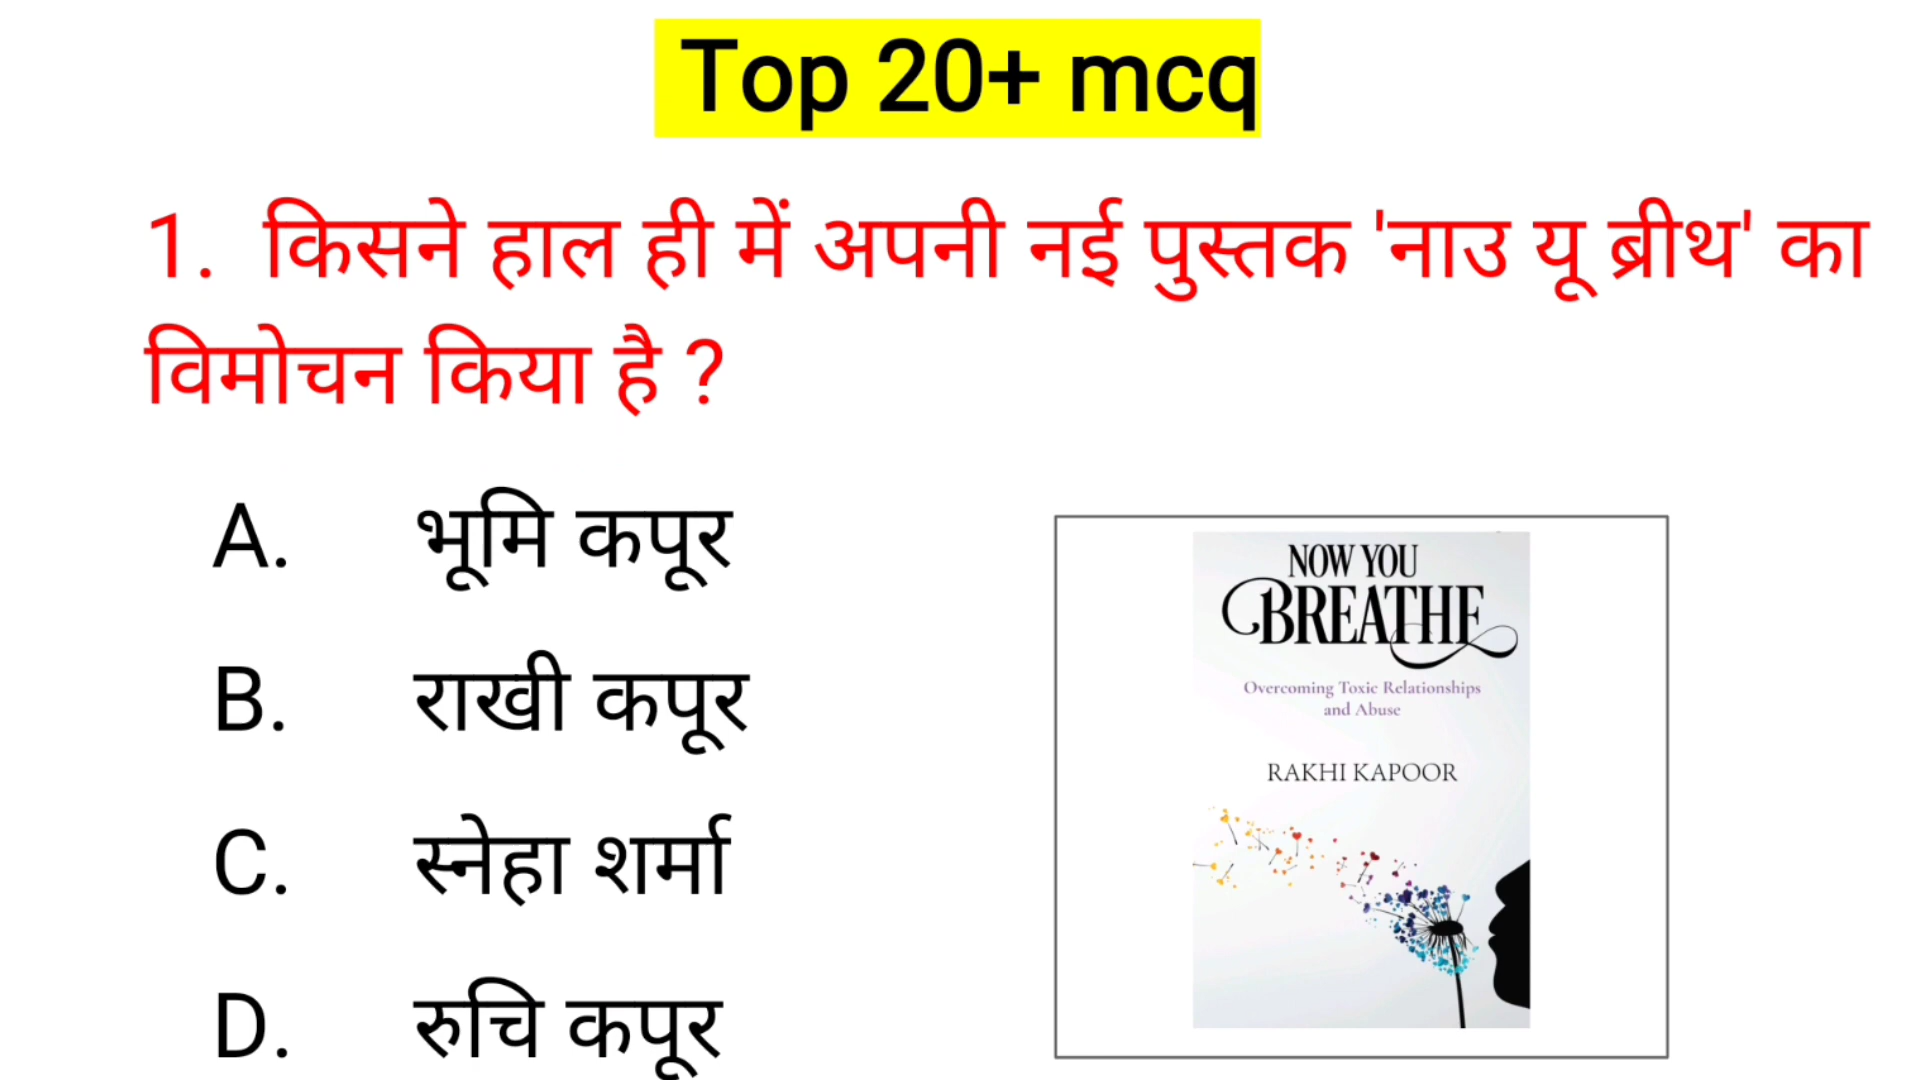 Top 20+ mcq
1. किसने हाल ही में अपनी नई पुस्तक 'नाउ यू ब्रीथ' का
विमोचन किया है ?
A. भूमि कपूर
B. राखी कपूर
C. स्नेहा शर्मा
D. रुचि कपूर
NOW YOU
BREATHE
Overcoming Toxic Relationships
and Abuse
RAKHI KAPOOR